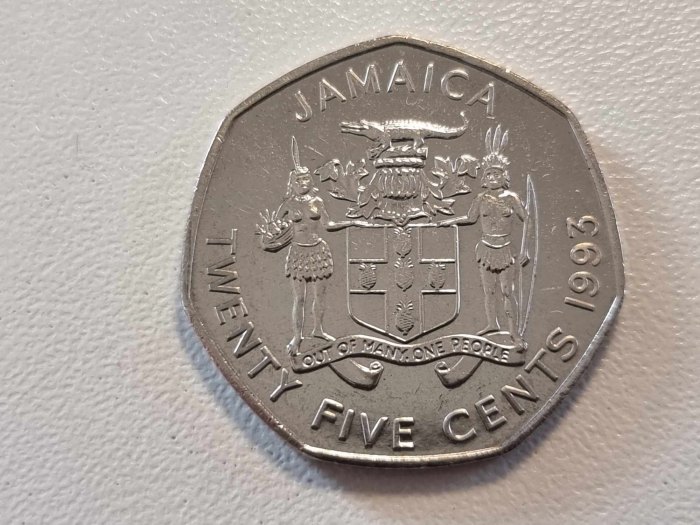 JAMAICA
OUT OF MANY, ONE PEOPLE
TWENTY FIVE CENTS 1993